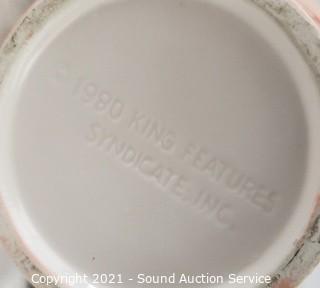 © 1980 KING FEATURES
SYNDICATE, INC.
Copyright 2021 - Sound Auction Service